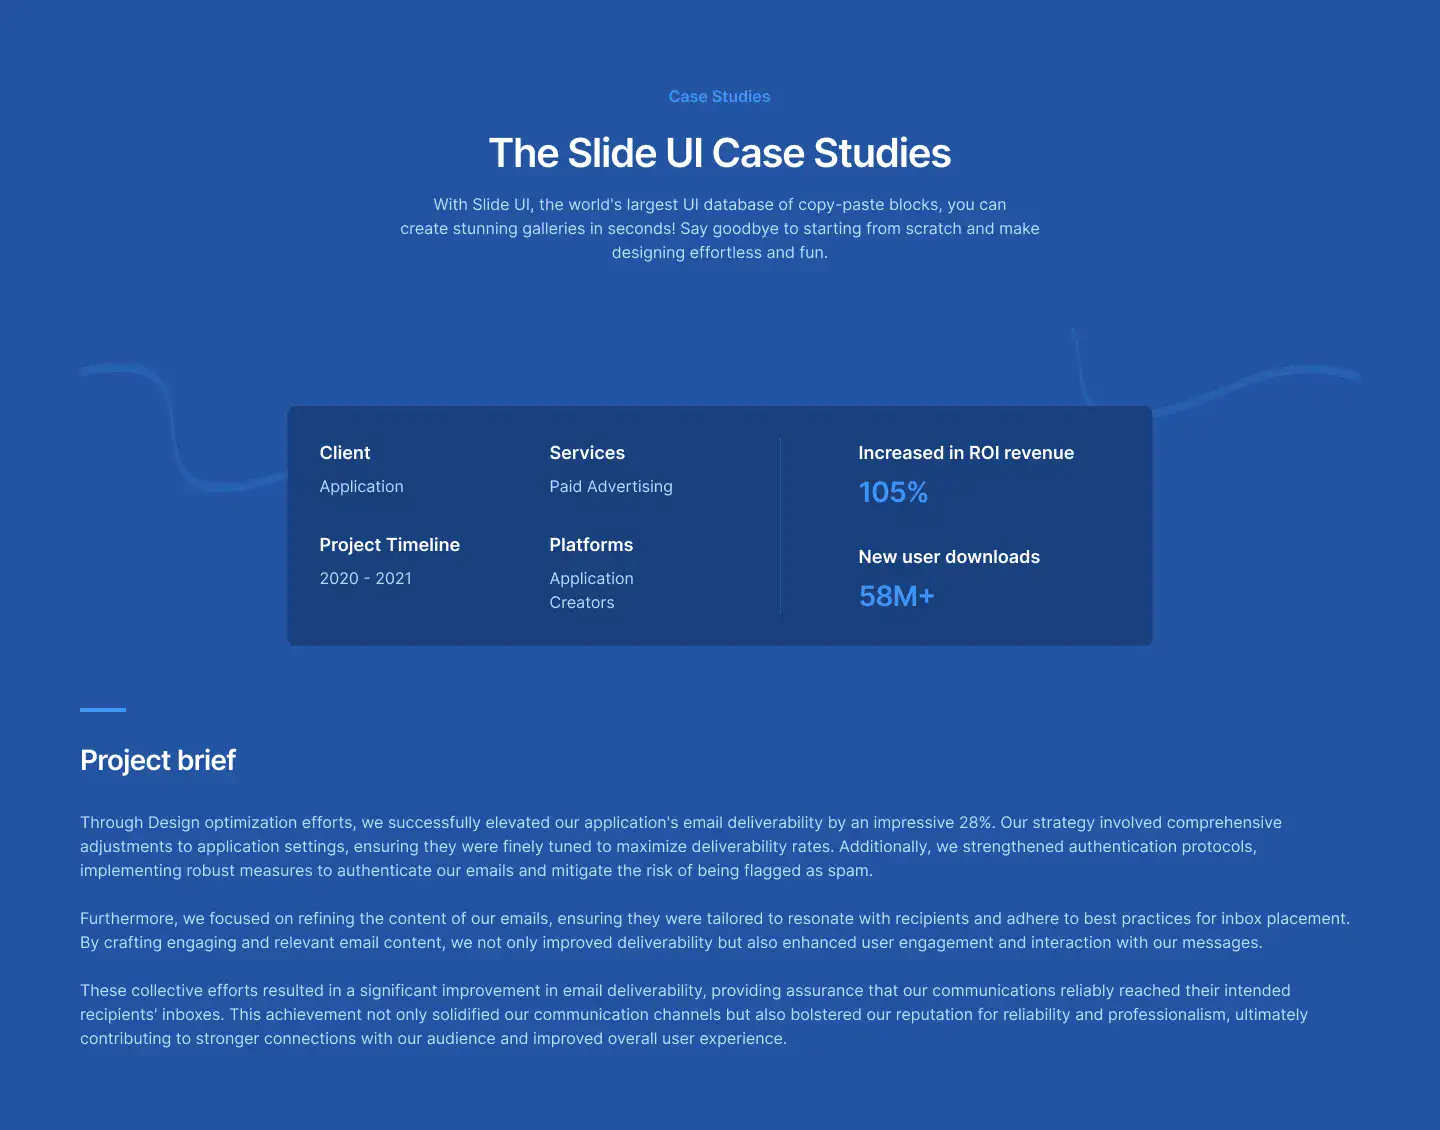 Case Studies
The Slide UI Case Studies
With Slide UI, the world's largest UI database of copy-paste blocks, you can
create stunning galleries in seconds! Say goodbye to starting from scratch and make
designing effortless and fun.
Client
Application
Services
Paid Advertising
Project Timeline
2020 - 2021
Platforms
Application
Creators
Increased in ROI revenue
105%
New user downloads
58M+
Project brief
Through Design optimization efforts, we successfully elevated our application's email deliverability by an impressive 28%. Our strategy involved comprehensive
adjustments to application settings, ensuring they were finely tuned to maximize deliverability rates. Additionally, we strengthened authentication protocols,
implementing robust measures to authenticate our emails and mitigate the risk of being flagged as spam.
Furthermore, we focused on refining the content of our emails, ensuring they were tailored to resonate with recipients and adhere to best practices for inbox placement.
By crafting engaging and relevant email content, we not only improved deliverability but also enhanced user engagement and interaction with our messages.
These collective efforts resulted in a significant improvement in email deliverability, providing assurance that our communications reliably reached their intended
recipients' inboxes. This achievement not only solidified our communication channels but also bolstered our reputation for reliability and professionalism, ultimately
contributing to stronger connections with our audience and improved overall user experience.